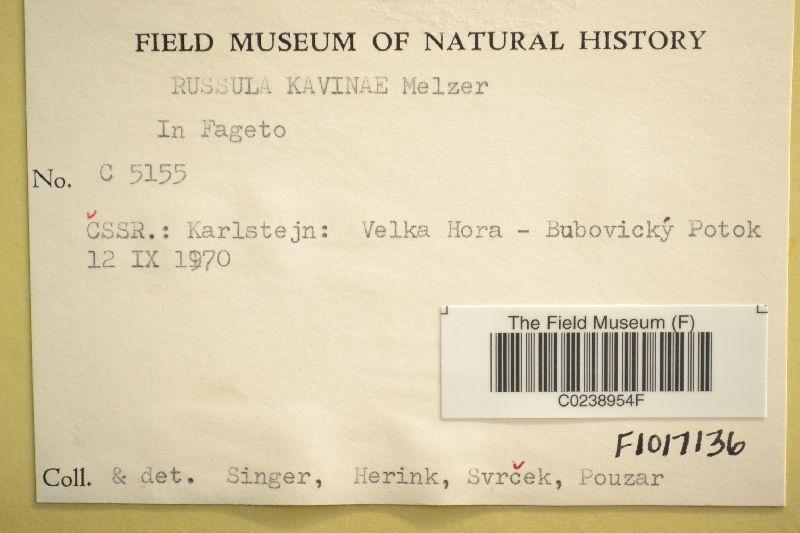 FIELD MUSEUM OF NATURAL HISTORY
RUSSULA KAVINAE Melzer
In Fageto
No. C 5155
ČSSR.: Karlstejn: Velka Hora - Bubovický Potok
12 IX 1970
The Field Museum (F)
C0238954F
F1017136
Coll. & det. Singer, Herink, Svrček, Pouzar